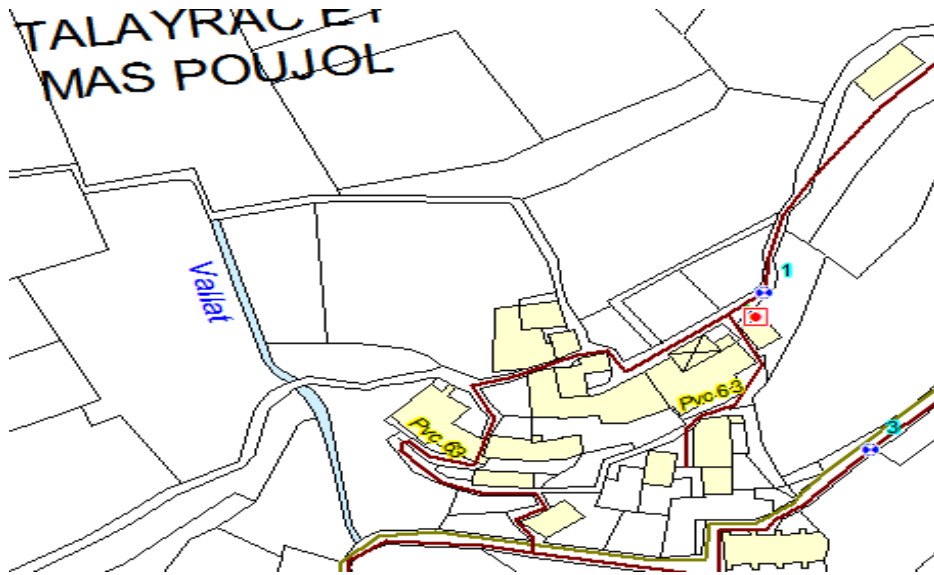 TALAYRAC ET
MAS POUJOL
Vallat
1
Pvc 63
Pvc 63
3